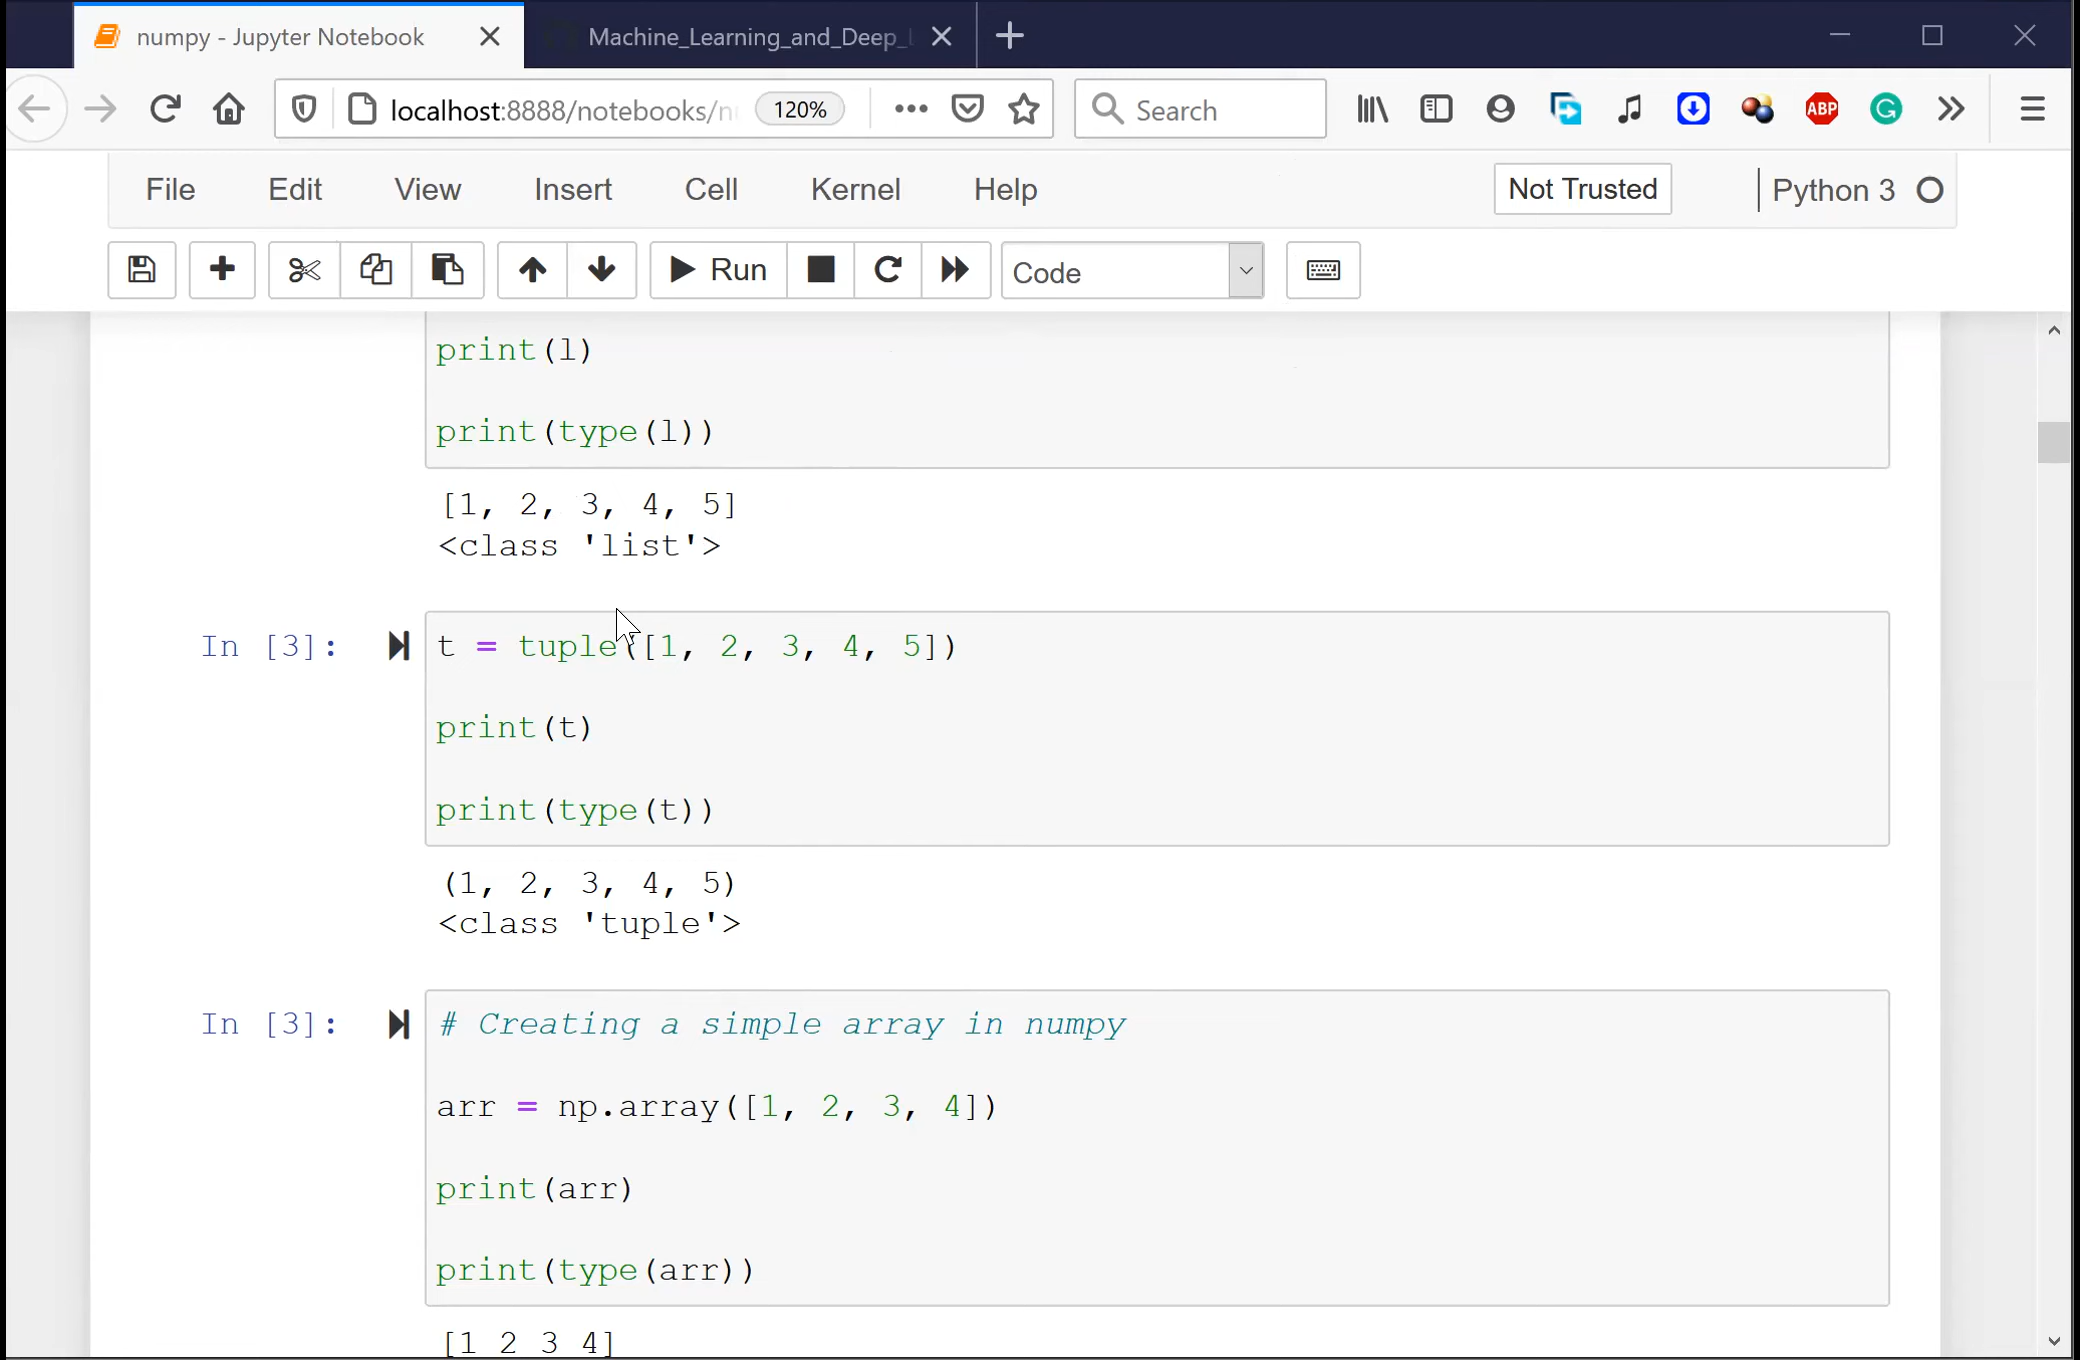 numpy - Jupyter Notebook
Machine_Learning_and_Deep_
localhost:8888/notebooks/n
120%
Search
ABP
File Edit View Insert Cell Kernel Help
Not Trusted
Python 3
Run
Code
print(l)
print(type(l))
[1, 2, 3, 4, 5]
<class 'list'>
In [3]:
t = tuple([1, 2, 3, 4, 5])
print(t)
print(type(t))
(1, 2, 3, 4, 5)
<class 'tuple'>
In [3]:
# Creating a simple array in numpy
arr = np.array([1, 2, 3, 4])
print(arr)
print(type(arr))
[1 2 3 4]